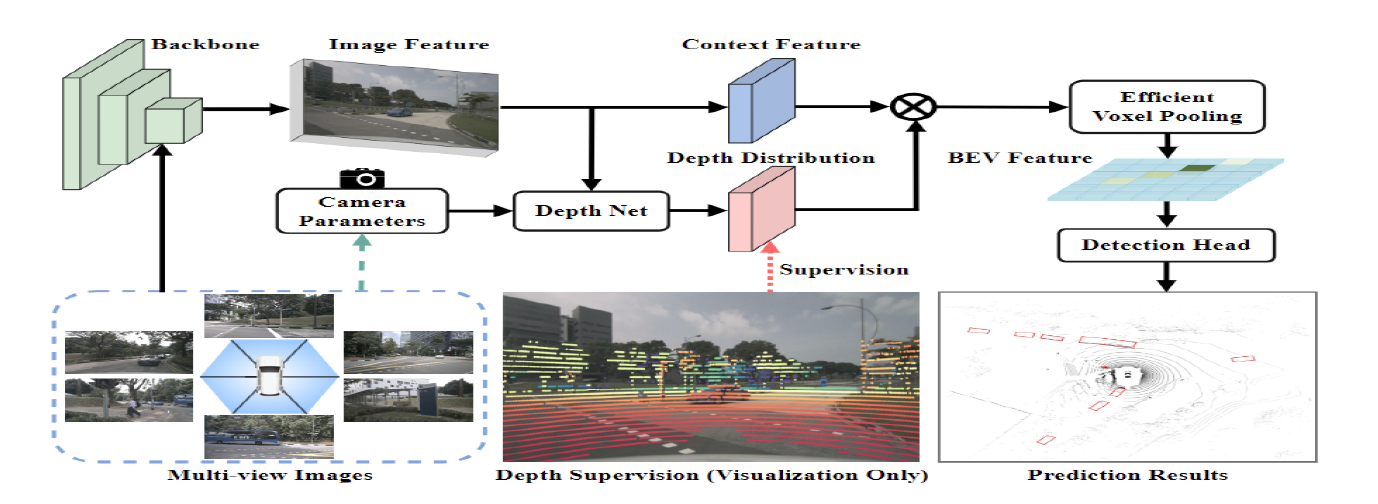 Backbone
Image Feature
Context Feature
Efficient
Voxel Pooling
Depth Distribution
BEV Feature
Camera
Parameters
Depth Net
Detection Head
Supervision
Multi-view Images
Depth Supervision (Visualization Only)
Prediction Results